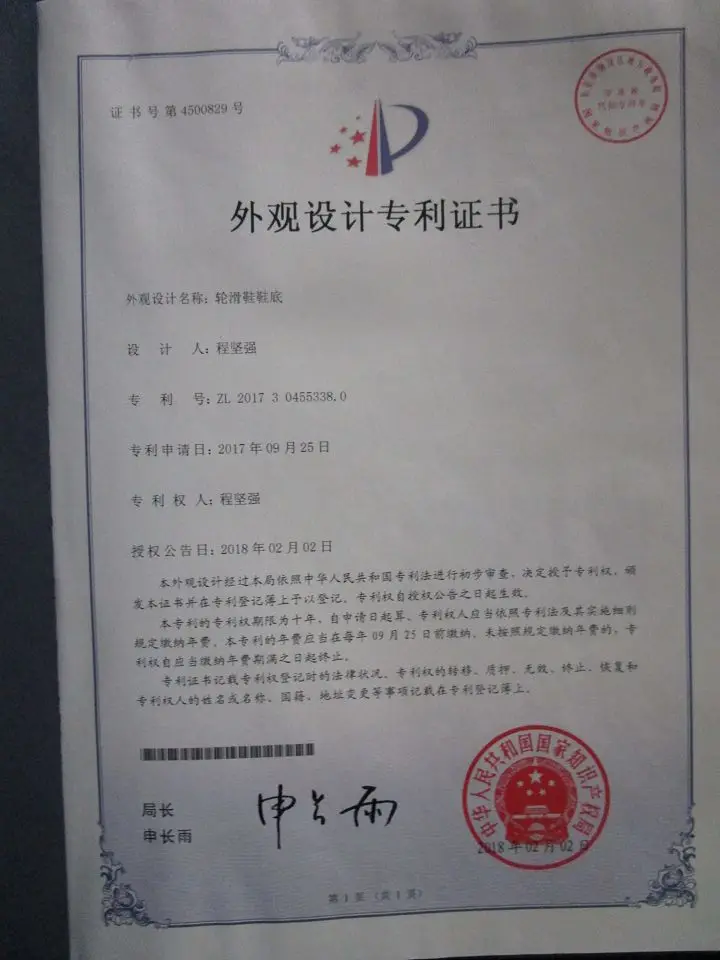 证书号第4500829号
外观设计专利证书
外观设计名称：轮滑鞋鞋底
设计人：程坚强
专利号：ZL 2017 3 0455338.0
专利申请日：2017年09月25日
专利权人：程坚强
授权公告日：2018年02月02日
本外观设计经过本局依照中华人民共和国专利法进行初步审查，决定授予专利权，颁
发本证书并在专利登记簿上予以登记。专利权自授权公告之日起生效。
本专利的专利权期限为十年，自申请日起算。专利权人应当依照专利法及其实施细则
规定缴纳年费。本专利的年费应当在每年09月25日前缴纳。未按照规定缴纳年费的，专
利权自应当缴纳年费期满之日起终止。
专利证书记载专利权登记时的法律状况。专利权的转移、质押、无效、终止、恢复和
专利权人的姓名或名称、国籍、地址变更等事项记载在专利登记簿上。
局长
申长雨
申长雨
中华人民共和国国家知识产权局
2018年02月02日
第1页（共1页）